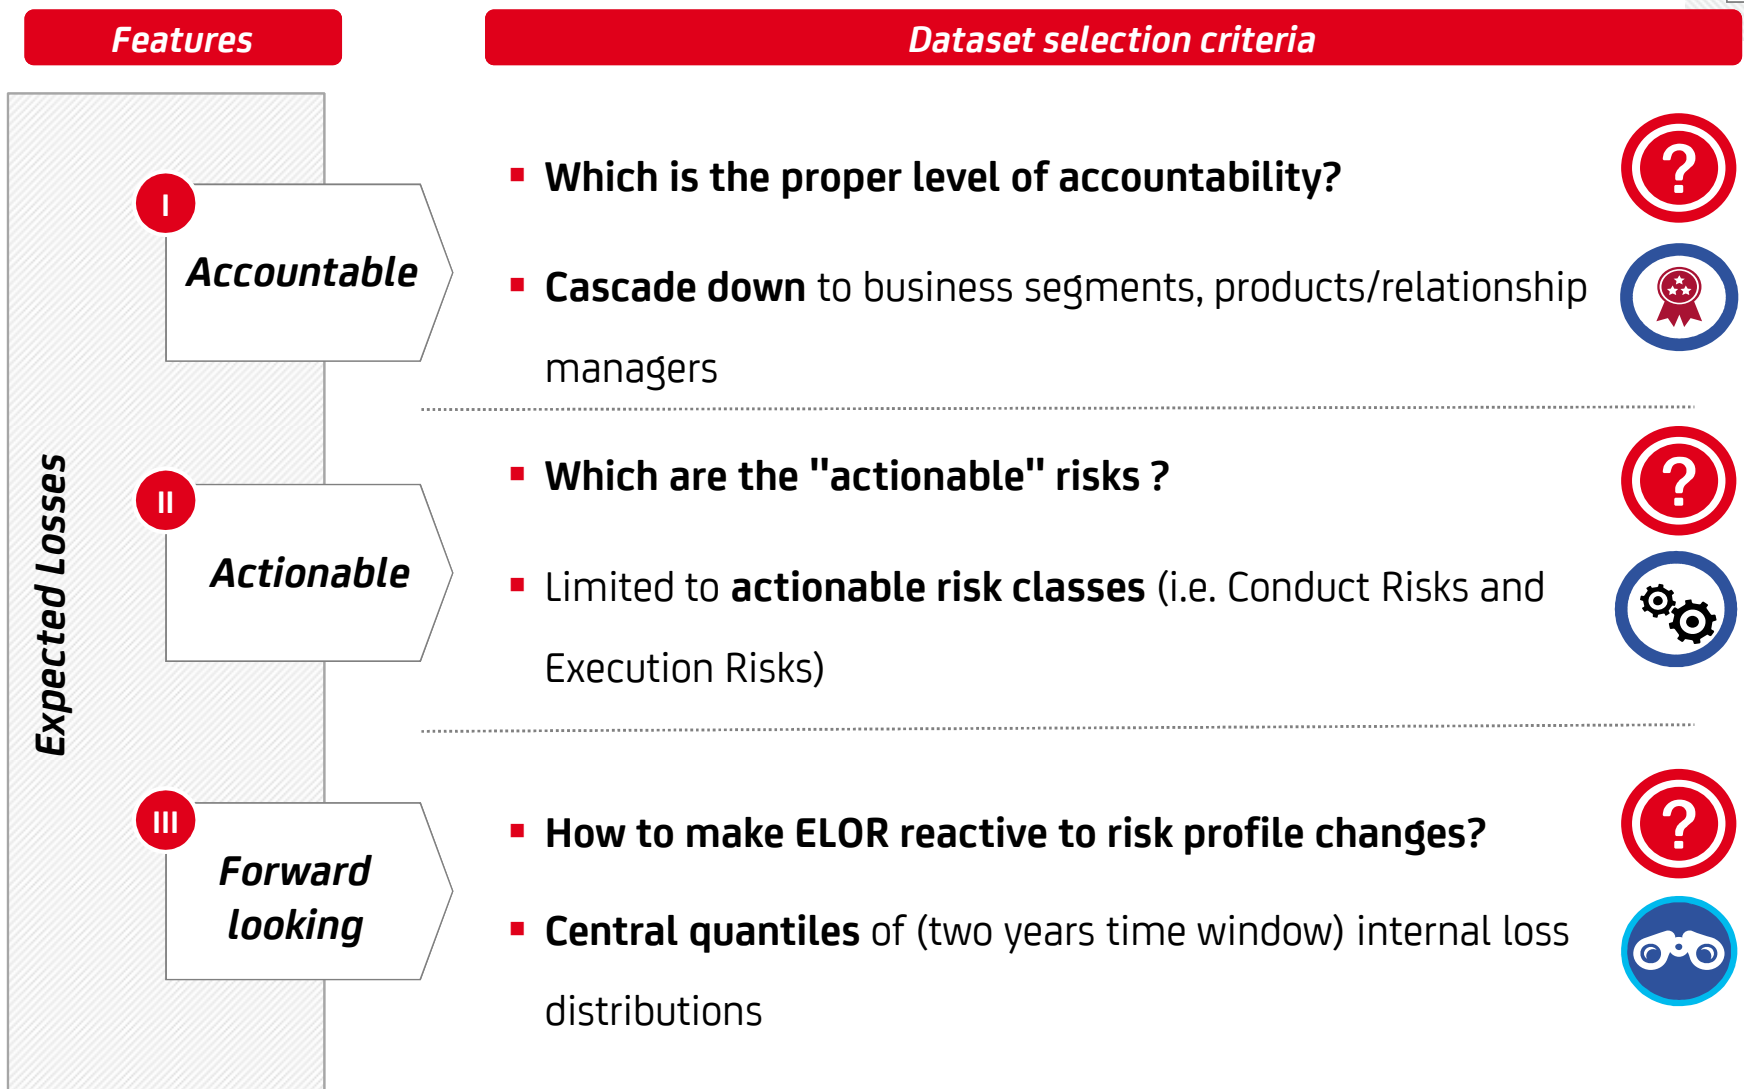 Features
Dataset selection criteria
Expected Losses
I
Accountable
Which is the proper level of accountability?
Cascade down to business segments, products/relationship
managers
II
Actionable
Which are the "actionable" risks ?
Limited to actionable risk classes (i.e. Conduct Risks and
Execution Risks)
III
Forward
looking
How to make ELOR reactive to risk profile changes?
Central quantiles of (two years time window) internal loss
distributions